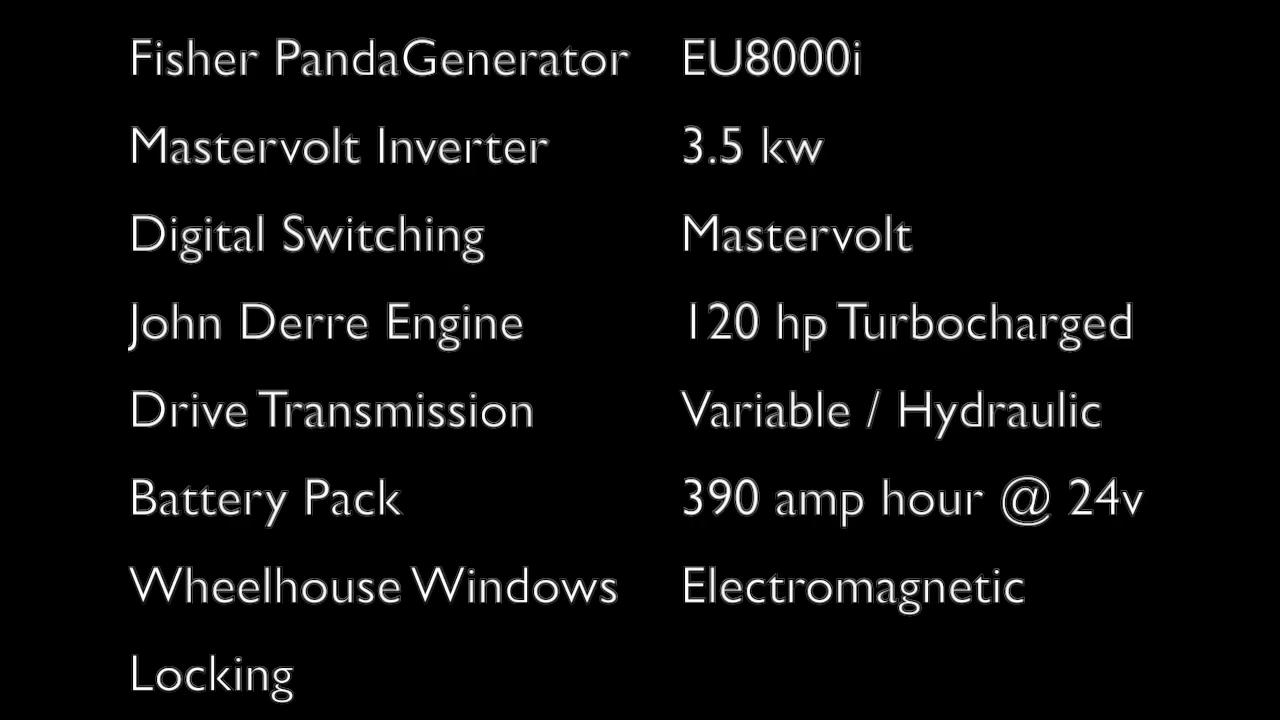 Fisher PandaGenerator EU8000i
Mastervolt Inverter 3.5 kw
Digital Switching Mastervolt
John Derre Engine 120 hp Turbocharged
Drive Transmission Variable / Hydraulic
Battery Pack 390 amp hour @ 24v
Wheelhouse Windows Electromagnetic
Locking